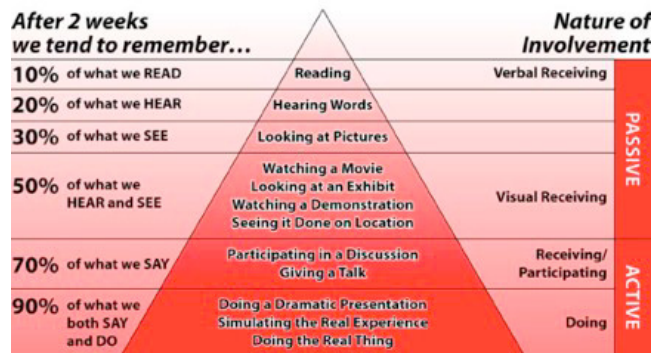 After 2 weeks
we tend to remember...
Nature of
Involvement
10% of what we READ
Reading
Verbal Receiving
20% of what we HEAR
Hearing Words
30% of what we SEE
Looking at Pictures
50% of what we
HEAR and SEE
Watching a Movie
Looking at an Exhibit
Watching a Demonstration
Seeing it Done on Location
Visual Receiving
PASSIVE
70% of what we SAY
Participating in a Discussion
Giving a Talk
Receiving/
Participating
90% of what we
both SAY
and DO
Doing a Dramatic Presentation
Simulating the Real Experience
Doing the Real Thing
Doing
ACTIVE